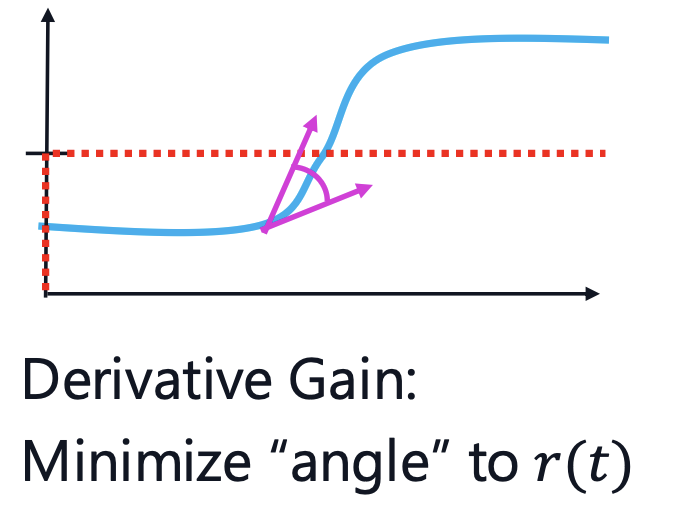 Derivative Gain:
Minimize “angle” to r(t)